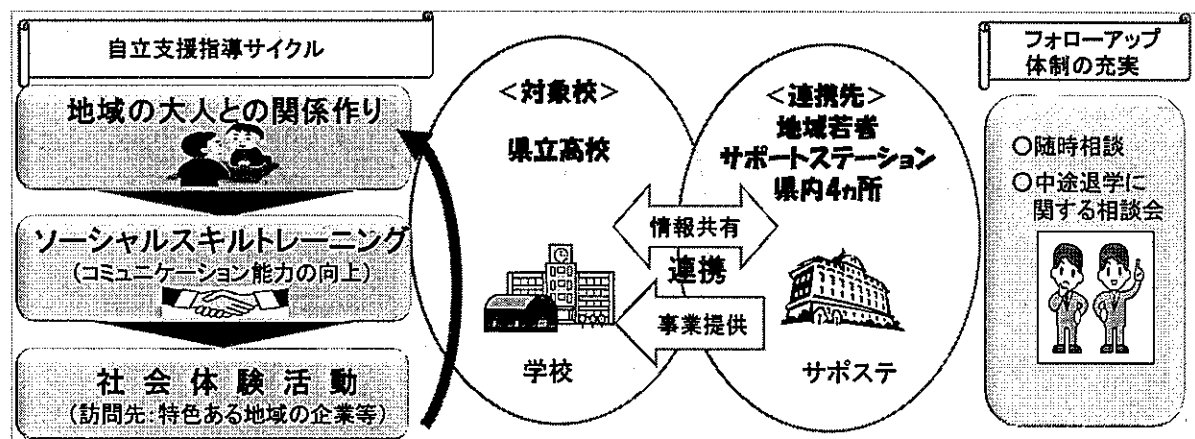 自立支援指導サイクル
地域の大人との関係作り
ソーシャルスキルトレーニング
(コミュニケーション能力の向上)
社会体験活動
(訪問先:特色ある地域の企業等)
<対象校>
県立高校
学校
<連携先>
地域若者
サポートステーション
県内4カ所
情報共有
連携
事業提供
サポステ
フォローアップ
体制の充実
○随時相談
○中途退学に
関する相談会